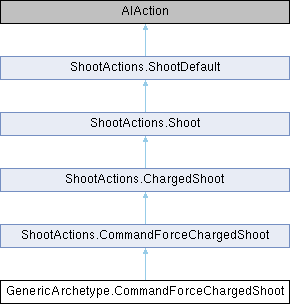 AIAction
ShootActions.ShootDefault
ShootActions.Shoot
ShootActions.ChargedShoot
ShootActions.CommandForceChargedShoot
GenericArchetype.CommandForceChargedShoot